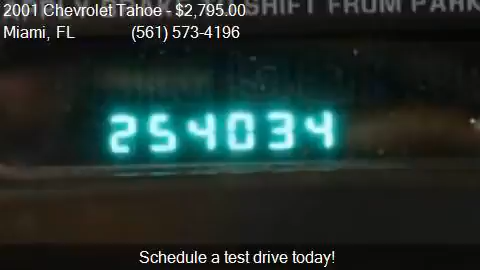 2001 Chevrolet Tahoe - $2,795.00
SHIFT FROM PARK
Miami, FL (561) 573-4196
254034
Schedule a test drive today!